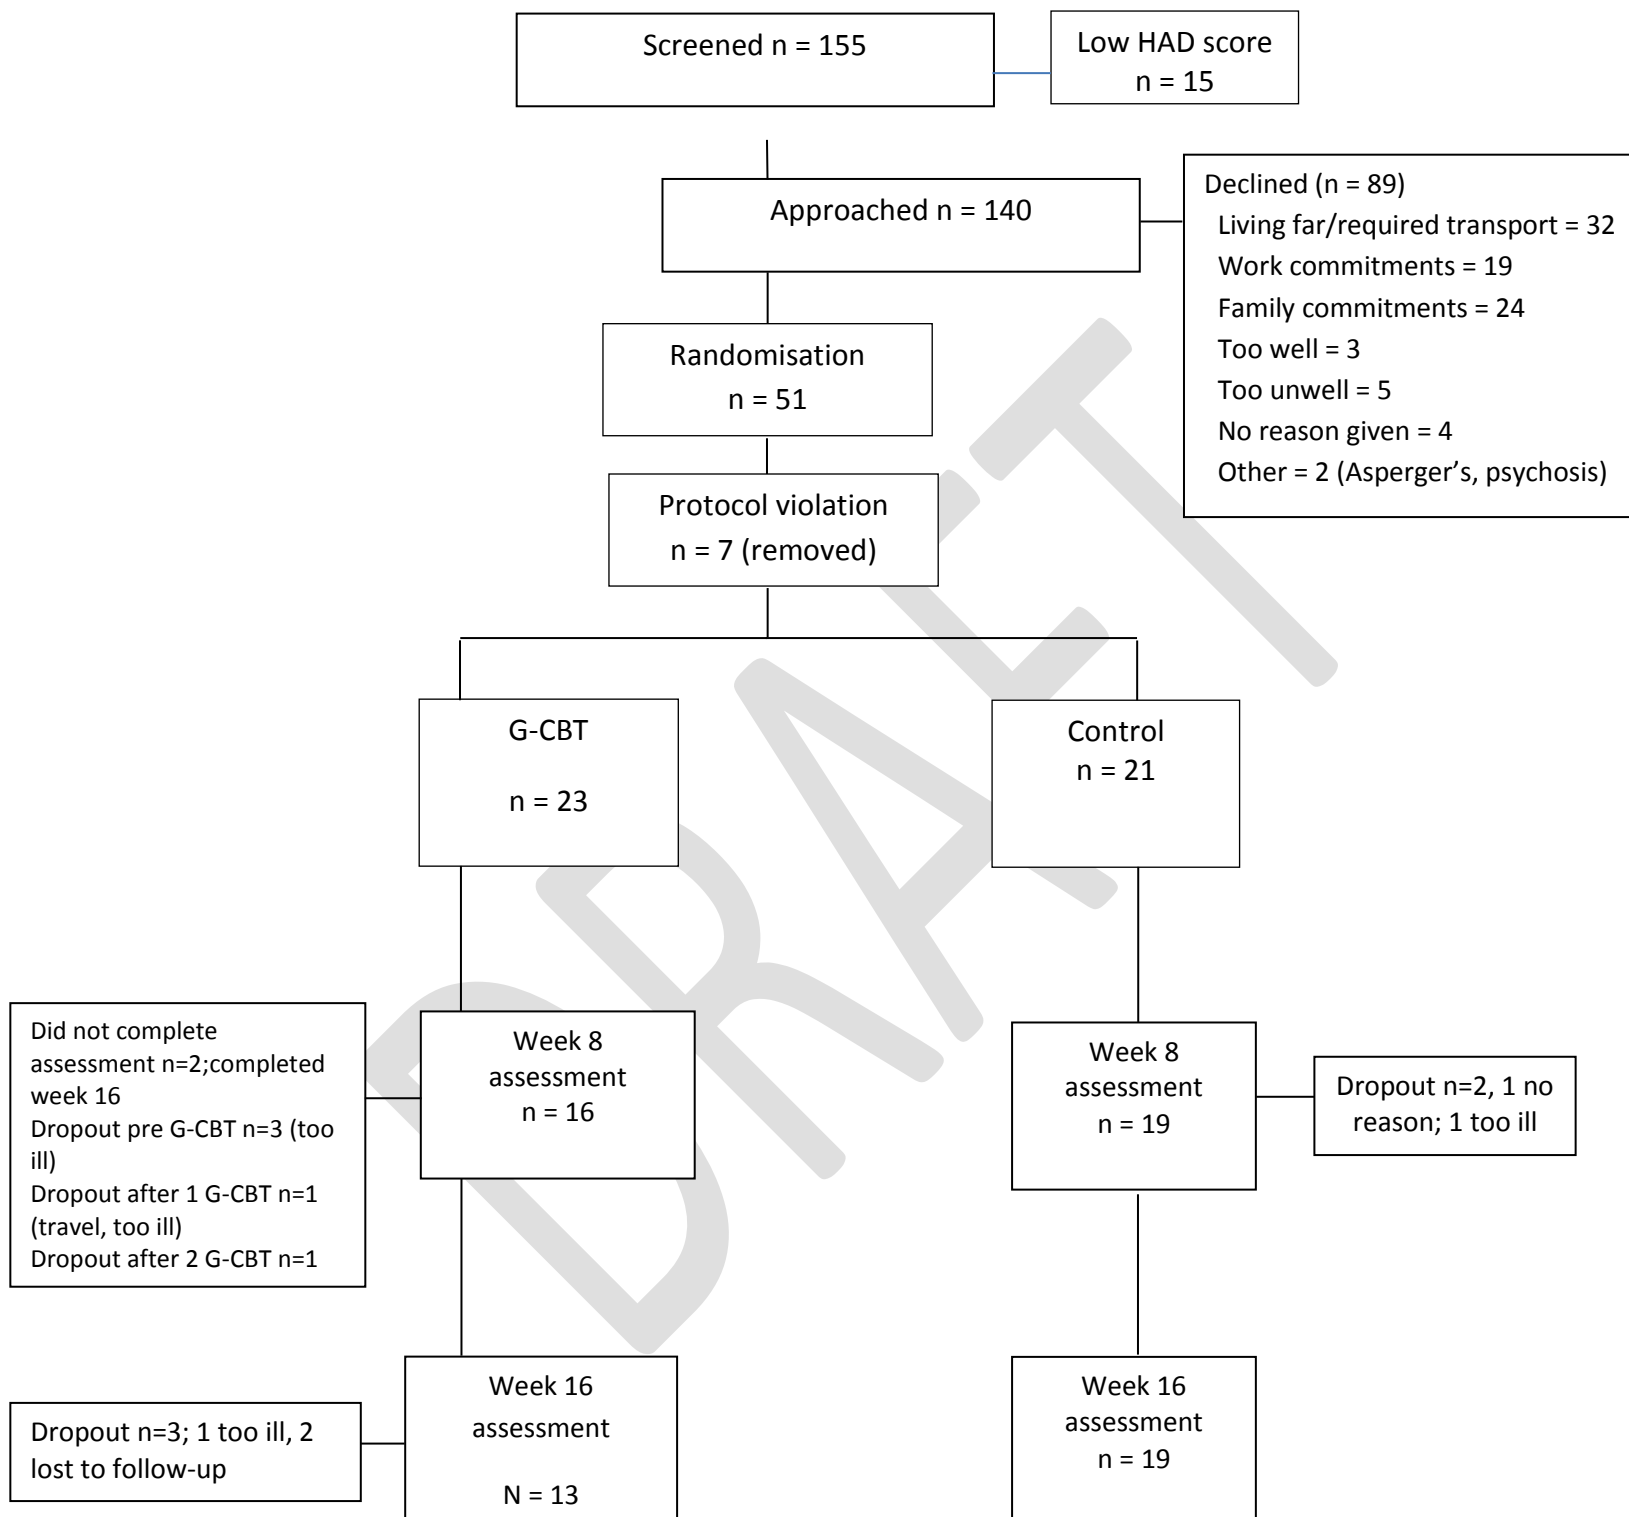 Screened n = 155
Low HAD score
n = 15
Approached n = 140
Declined (n = 89)
Living far/required transport = 32
Work commitments = 19
Family commitments = 24
Too well = 3
Too unwell = 5
No reason given = 4
Other = 2 (Asperger’s, psychosis)
Randomisation
n = 51
Protocol violation
n = 7 (removed)
G-CBT
n = 23
Control
n = 21
Did not complete
assessment n=2;completed
week 16
Dropout pre G-CBT n=3 (too
ill)
Dropout after 1 G-CBT n=1
(travel, too ill)
Dropout after 2 G-CBT n=1
Week 8
assessment
n = 16
Week 8
assessment
n = 19
Dropout n=2, 1 no
reason; 1 too ill
Dropout n=3; 1 too ill, 2
lost to follow-up
Week 16
assessment
N = 13
Week 16
assessment
n = 19
DRAFT